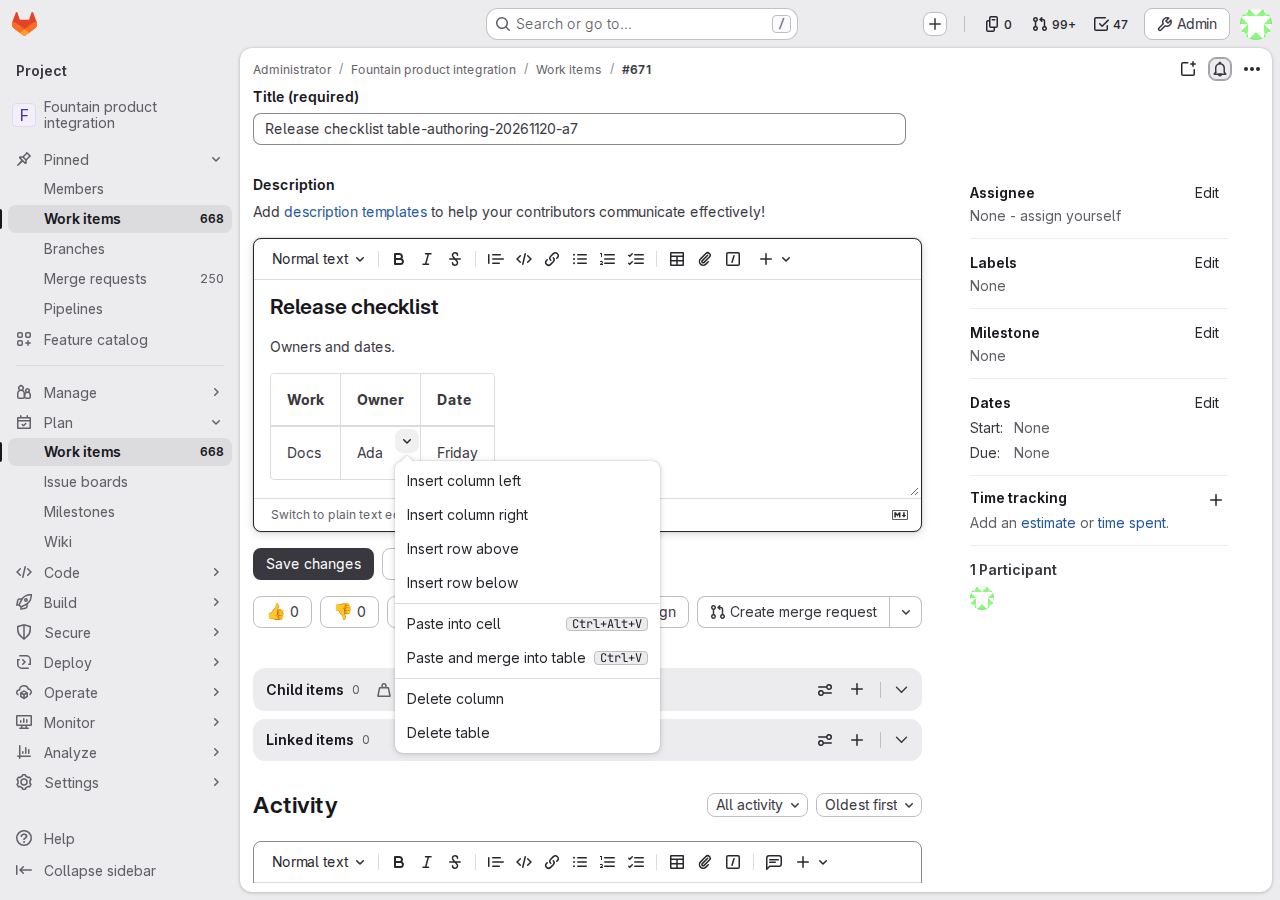 Search or go to...
/
0
99+
47
Admin
Project
F
Fountain product
integration
Pinned
Members
Work items
668
Branches
Merge requests
250
Pipelines
Feature catalog
Manage
Plan
Work items
668
Issue boards
Milestones
Wiki
Code
Build
Secure
Deploy
Operate
Monitor
Analyze
Settings
Help
Collapse sidebar
Administrator / Fountain product integration / Work items / #671
Title (required)
Release checklist table-authoring-20261120-a7
Description
Add description templates to help your contributors communicate effectively!
Normal text
Release checklist
Owners and dates.
Work Owner Date
Docs Ada Friday
Insert column left
Insert column right
Insert row above
Insert row below
Paste into cell Ctrl+Alt+V
Paste and merge into table Ctrl+V
Delete column
Delete table
Switch to plain text
Save changes
👍 0
👎 0
Create merge request
Child items 0
Linked items 0
Activity
All activity
Oldest first
Normal text
Assignee
Edit
None - assign yourself
Labels
Edit
None
Milestone
Edit
None
Dates
Edit
Start: None
Due: None
Time tracking
Add an estimate or time spent.
1 Participant